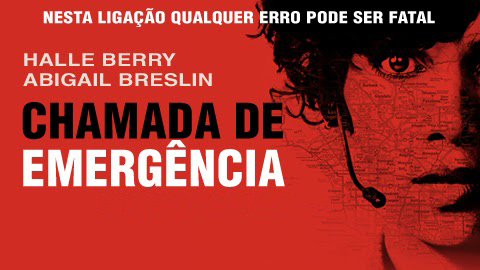 NESTA LIGAÇÃO QUALQUER ERRO PODE SER FATAL
HALLE BERRY
ABIGAIL BRESLIN
CHAMADA DE
EMERGÊNCIA